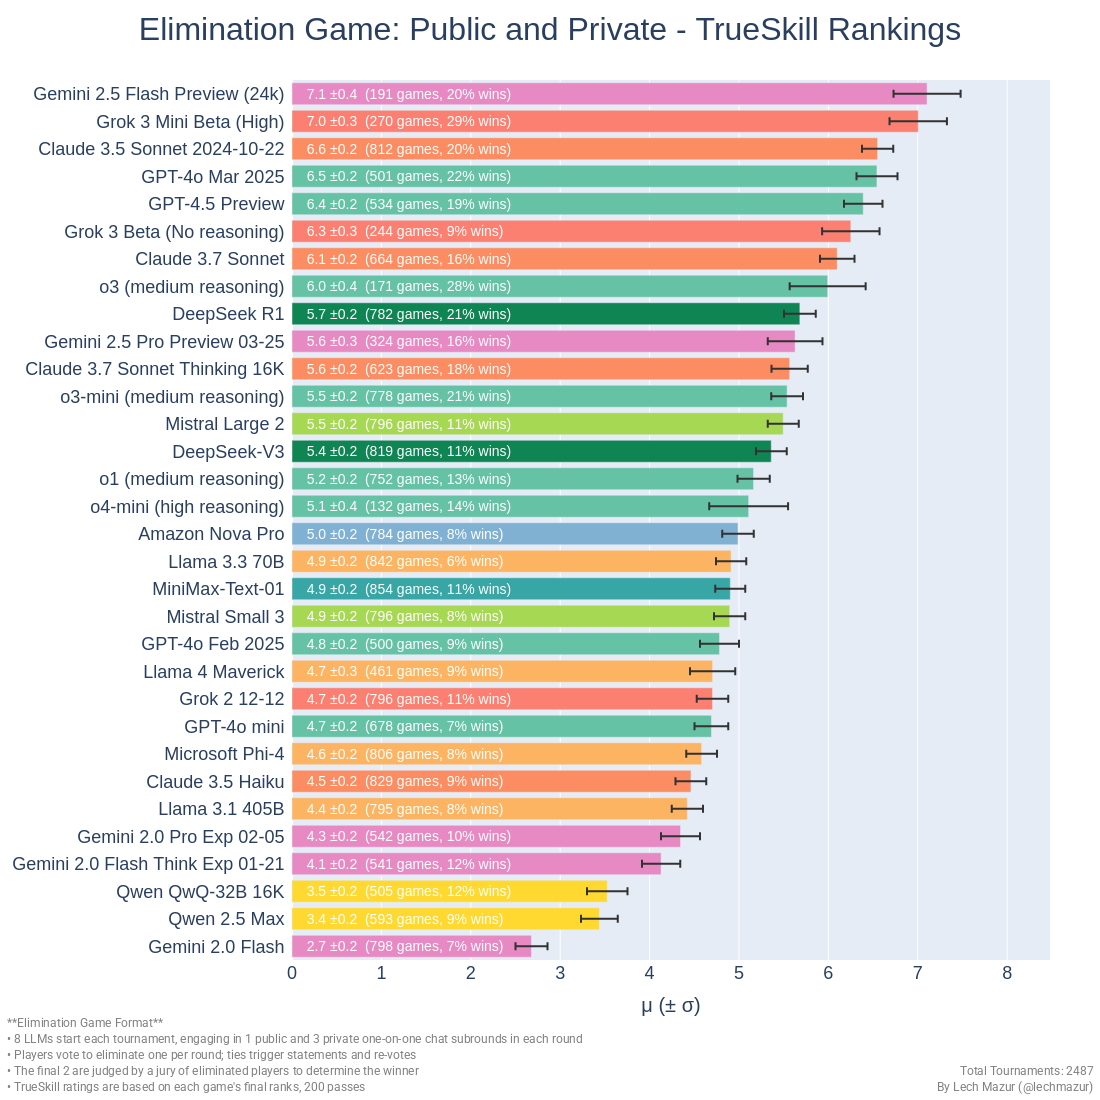 Elimination Game: Public and Private - TrueSkill Rankings
Gemini 2.5 Flash Preview (24k) 7.1 ±0.4 (191 games, 20% wins)
Grok 3 Mini Beta (High) 7.0 ±0.3 (270 games, 29% wins)
Claude 3.5 Sonnet 2024-10-22 6.6 ±0.2 (812 games, 20% wins)
GPT-4o Mar 2025 6.5 ±0.2 (501 games, 22% wins)
GPT-4.5 Preview 6.4 ±0.2 (534 games, 19% wins)
Grok 3 Beta (No reasoning) 6.3 ±0.3 (244 games, 9% wins)
Claude 3.7 Sonnet 6.1 ±0.2 (664 games, 16% wins)
o3 (medium reasoning) 6.0 ±0.4 (171 games, 28% wins)
DeepSeek R1 5.7 ±0.2 (782 games, 21% wins)
Gemini 2.5 Pro Preview 03-25 5.6 ±0.3 (324 games, 16% wins)
Claude 3.7 Sonnet Thinking 16K 5.6 ±0.2 (623 games, 18% wins)
o3-mini (medium reasoning) 5.5 ±0.2 (778 games, 21% wins)
Mistral Large 2 5.5 ±0.2 (796 games, 11% wins)
DeepSeek-V3 5.4 ±0.2 (819 games, 11% wins)
o1 (medium reasoning) 5.2 ±0.2 (752 games, 13% wins)
o4-mini (high reasoning) 5.1 ±0.4 (132 games, 14% wins)
Amazon Nova Pro 5.0 ±0.2 (784 games, 8% wins)
Llama 3.3 70B 4.9 ±0.2 (842 games, 6% wins)
MiniMax-Text-01 4.9 ±0.2 (854 games, 11% wins)
Mistral Small 3 4.9 ±0.2 (796 games, 8% wins)
GPT-4o Feb 2025 4.8 ±0.2 (500 games, 9% wins)
Llama 4 Maverick 4.7 ±0.3 (461 games, 9% wins)
Grok 2 12-12 4.7 ±0.2 (796 games, 11% wins)
GPT-4o mini 4.7 ±0.2 (678 games, 7% wins)
Microsoft Phi-4 4.6 ±0.2 (806 games, 8% wins)
Claude 3.5 Haiku 4.5 ±0.2 (829 games, 9% wins)
Llama 3.1 405B 4.4 ±0.2 (795 games, 8% wins)
Gemini 2.0 Pro Exp 02-05 4.3 ±0.2 (542 games, 10% wins)
Gemini 2.0 Flash Think Exp 01-21 4.1 ±0.2 (541 games, 12% wins)
Qwen QwQ-32B 16K 3.5 ±0.2 (505 games, 12% wins)
Qwen 2.5 Max 3.4 ±0.2 (593 games, 9% wins)
Gemini 2.0 Flash 2.7 ±0.2 (798 games, 7% wins)
0 1 2 3 4 5 6 7 8
μ (± σ)
**Elimination Game Format**
• 8 LLMs start each tournament, engaging in 1 public and 3 private one-on-one chat subrounds in each round
• Players vote to eliminate one per round; ties trigger statements and re-votes
• The final 2 are judged by a jury of eliminated players to determine the winner
• TrueSkill ratings are based on each game's final ranks, 200 passes
Total Tournaments: 2487
By Lech Mazur (@lechmazur)